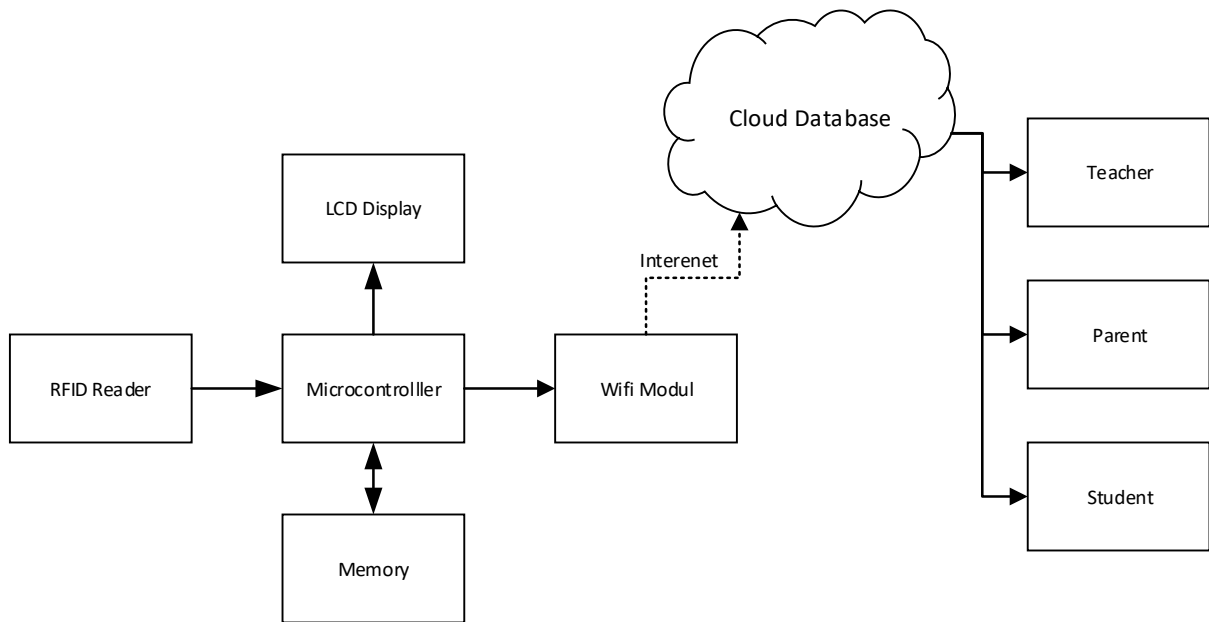 Cloud Database
Teacher
LCD Display
Interenet
Parent
RFID Reader
Microcontrolller
Wifi Modul
Student
Memory